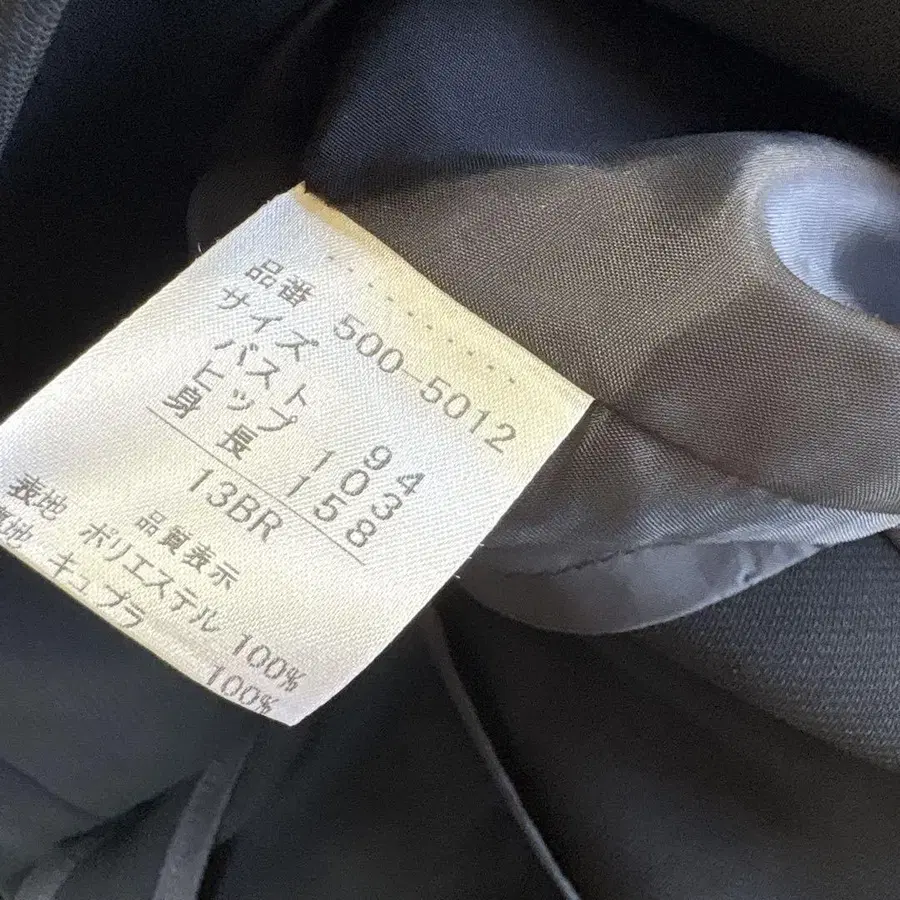 品番 500-5012
サイズ
バスト 94
ヒップ 103
身長 158
13BR
品質表示
表地 ポリエステル 100%
裏地 キュプラ 100%